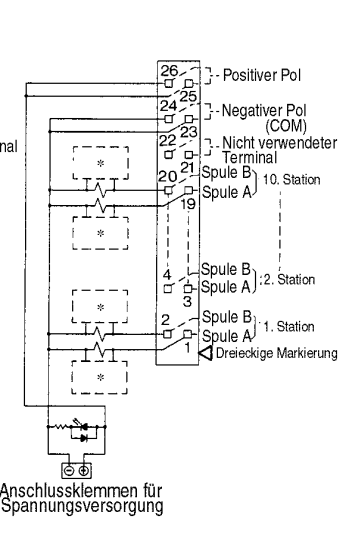 26
Positiver Pol
25
24
Negativer Pol
(COM)
23
22
Nicht verwendeter
Terminal
nal
21
20
Spule B
10. Station
Spule A
19
*
*
4
Spule B
2. Station
Spule A
3
2
Spule B
1. Station
Spule A
1
Dreieckige Markierung
*
*
⊖ ⊕
Anschlussklemmen für
Spannungsversorgung